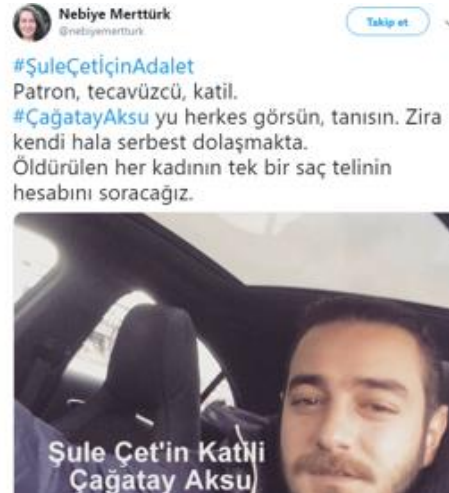 Nebiye Merttürk
@nebiyemertturk
Takip et
#ŞuleÇetİçinAdalet
Patron, tecavüzcü, katil.
#ÇağatayAksu yu herkes görsün, tanısın. Zira
kendi hala serbest dolaşmakta.
Öldürülen her kadının tek bir saç telinin
hesabını soracağız.
Şule Çet'in Katili
Çağatay Aksu